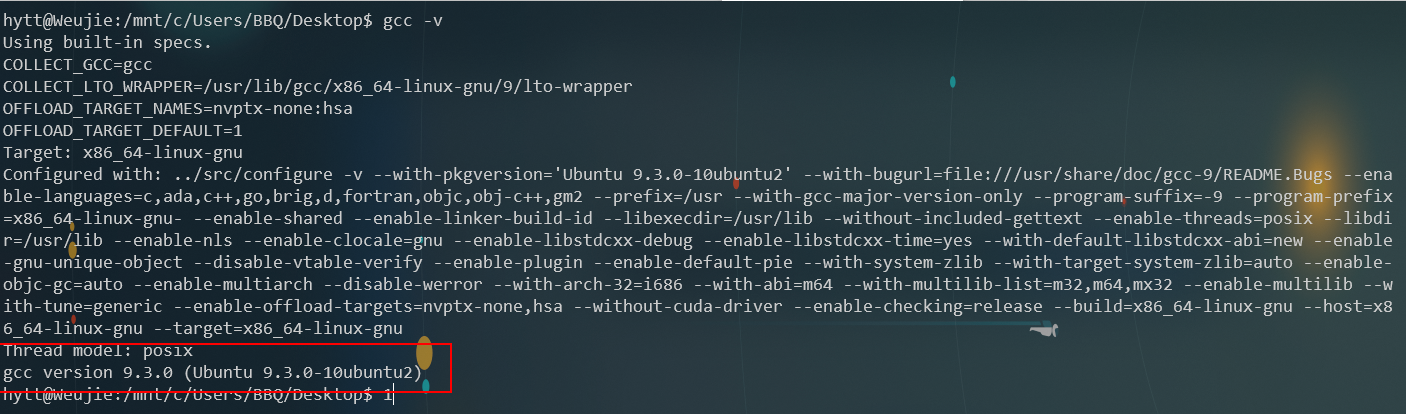 hytt@Weujie:/mnt/c/Users/BBQ/Desktop$ gcc -v
Using built-in specs.
COLLECT_GCC=gcc
COLLECT_LTO_WRAPPER=/usr/lib/gcc/x86_64-linux-gnu/9/lto-wrapper
OFFLOAD_TARGET_NAMES=nvptx-none:hsa
OFFLOAD_TARGET_DEFAULT=1
Target: x86_64-linux-gnu
Configured with: ../src/configure -v --with-pkgversion='Ubuntu 9.3.0-10ubuntu2' --with-bugurl=file:///usr/share/doc/gcc-9/README.Bugs --ena
ble-languages=c,ada,c++,go,brig,d,fortran,objc,obj-c++,gm2 --prefix=/usr --with-gcc-major-version-only --program-suffix=-9 --program-prefix
=x86_64-linux-gnu- --enable-shared --enable-linker-build-id --libexecdir=/usr/lib --without-included-gettext --enable-threads=posix --libdi
r=/usr/lib --enable-nls --enable-clocale=gnu --enable-libstdcxx-debug --enable-libstdcxx-time=yes --with-default-libstdcxx-abi=new --enable
-gnu-unique-object --disable-vtable-verify --enable-plugin --enable-default-pie --with-system-zlib --with-target-system-zlib=auto --enable-
objc-gc=auto --enable-multiarch --disable-werror --with-arch-32=i686 --with-abi=m64 --with-multilib-list=m32,m64,mx32 --enable-multilib --w
ith-tune=generic --enable-offload-targets=nvptx-none,hsa --without-cuda-driver --enable-checking=release --build=x86_64-linux-gnu --host=x8
6_64-linux-gnu --target=x86_64-linux-gnu
Thread model: posix
gcc version 9.3.0 (Ubuntu 9.3.0-10ubuntu2)
hytt@Weujie:/mnt/c/Users/BBQ/Desktop$ 1